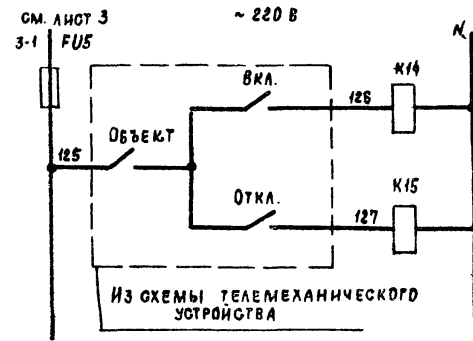 СМ. ЛИСТ 3
~ 220 В
N
3-1 FU5
ВКЛ.
К14
126
ОБЪЕКТ
125
ОТКЛ.
К15
127
ИЗ СХЕМЫ ТЕЛЕМЕХАНИЧЕСКОГО
УСТРОЙСТВА